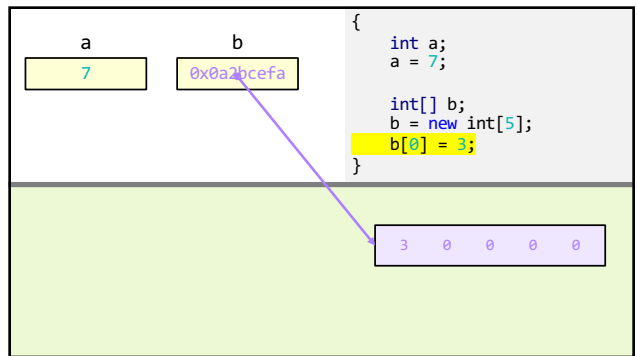 a b
7 0x0a2bcefa
{
int a;
a = 7;
int[] b;
b = new int[5];
b[0] = 3;
}
3 0 0 0 0